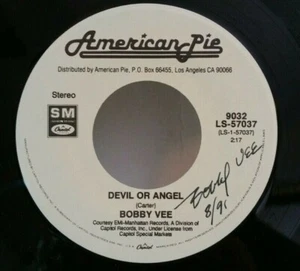 American Pie
Distributed by American Pie, P.O. Box 66455, Los Angeles CA 90066
Stereo
SM
Capitol
9032
LS-57037
(LS-1-57037)
2:17
DEVIL OR ANGEL
(Carter)
BOBBY VEE
Courtesy EMI-Manhattan Records, A Division of
Capitol Records, Inc., Under License from
Capitol Special Markets
Bobby Vee
8/91
Capitol